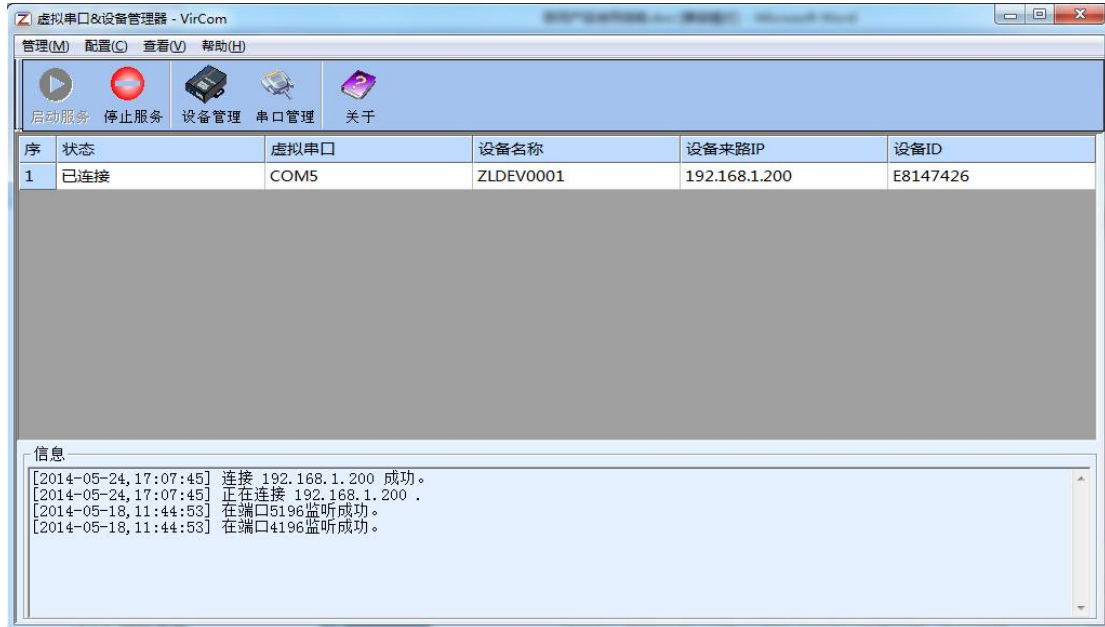 虚拟串口&设备管理器 - VirCom
管理(M) 配置(C) 查看(V) 帮助(H)
启动服务 停止服务 设备管理 串口管理 关于
序 状态 虚拟串口 设备名称 设备来路IP 设备ID
1 已连接 COM5 ZLDEV0001 192.168.1.200 E8147426
信息
[2014-05-24,17:07:45] 连接 192.168.1.200 成功。
[2014-05-24,17:07:45] 正在连接 192.168.1.200 .
[2014-05-18,11:44:53] 在端口5196监听成功。
[2014-05-18,11:44:53] 在端口4196监听成功。